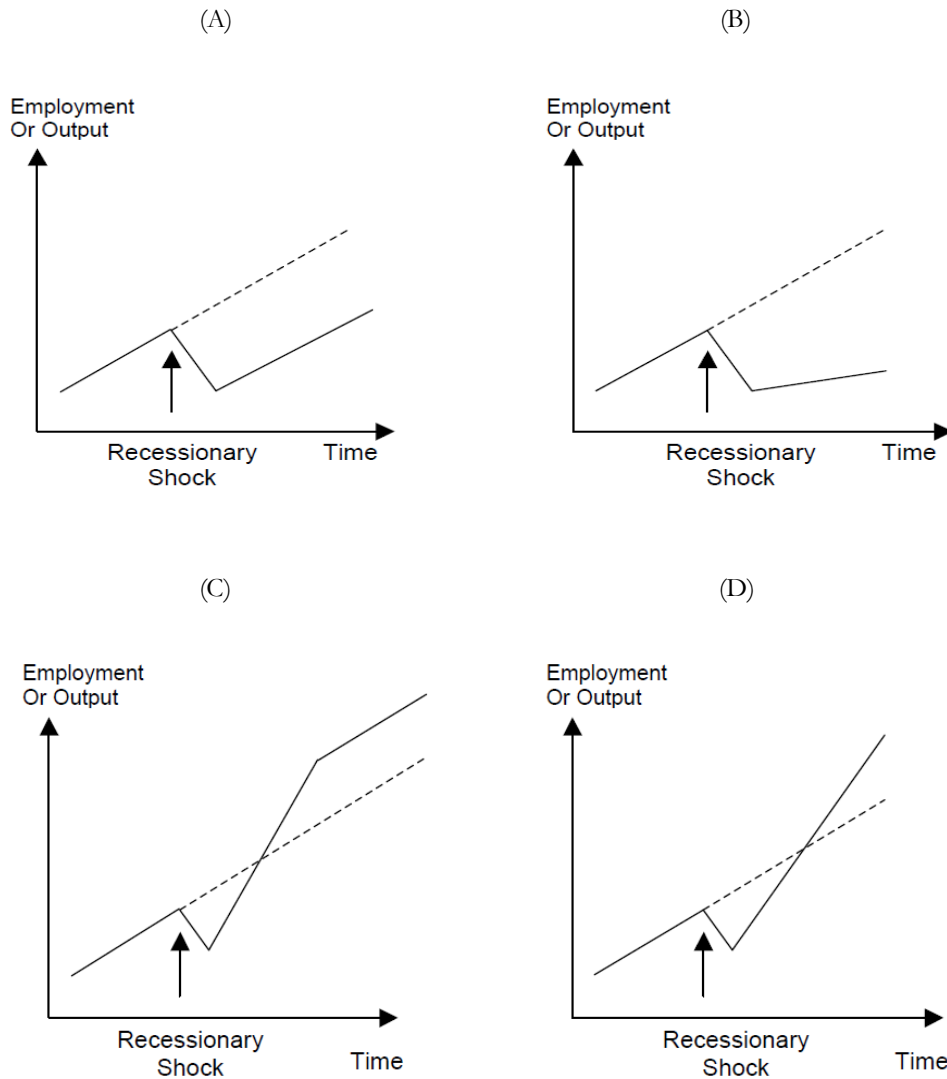 (A)
Employment
Or Output
Recessionary
Shock
Time
(B)
Employment
Or Output
Recessionary
Shock
Time
(C)
Employment
Or Output
Recessionary
Shock
Time
(D)
Employment
Or Output
Recessionary
Shock
Time